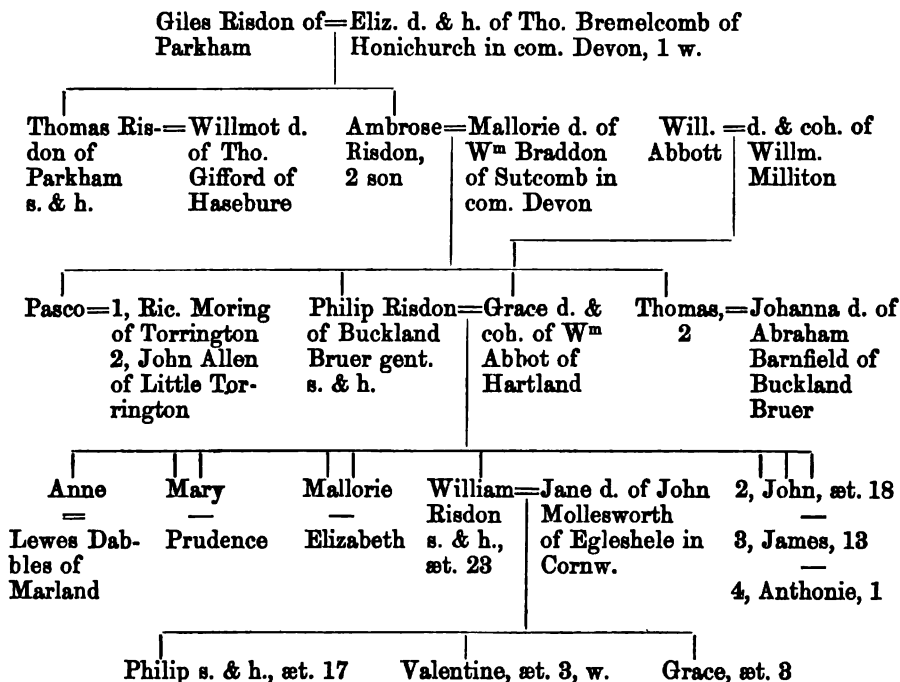 Giles Risdon of=Eliz. d. & h. of Tho. Bremelcomb of
Parkham Honichurch in com. Devon, 1 w.
Thomas Ris-=Willmot d.
don of of Tho.
Parkham Gifford of
s. & h. Hasebure
Ambrose=Mallorie d. of
Risdon, Wᵐ Braddon
2 son of Sutcomb in
com. Devon
Will. =d. & coh. of
Abbott Willm.
Milliton
Pasco=1, Ric. Moring
of Torrington
2, John Allen
of Little Tor-
rington
Philip Risdon=Grace d. &
of Buckland coh. of Wᵐ
Bruer gent. Abbot of
s. & h. Hartland
Thomas,=Johanna d. of
2 Abraham
Barnfield of
Buckland
Bruer
Anne
=
Lewes Dab-
bles of
Marland
Mary
—
Prudence
Mallorie
—
Elizabeth
William=Jane d. of John
Risdon Mollesworth
s. & h., of Egleshele in
æt. 23 Cornw.
2, John, æt. 18
—
3, James, 13
—
4, Anthonie, 1
Philip s. & h., æt. 17 Valentine, æt. 3, w. Grace, æt. 3